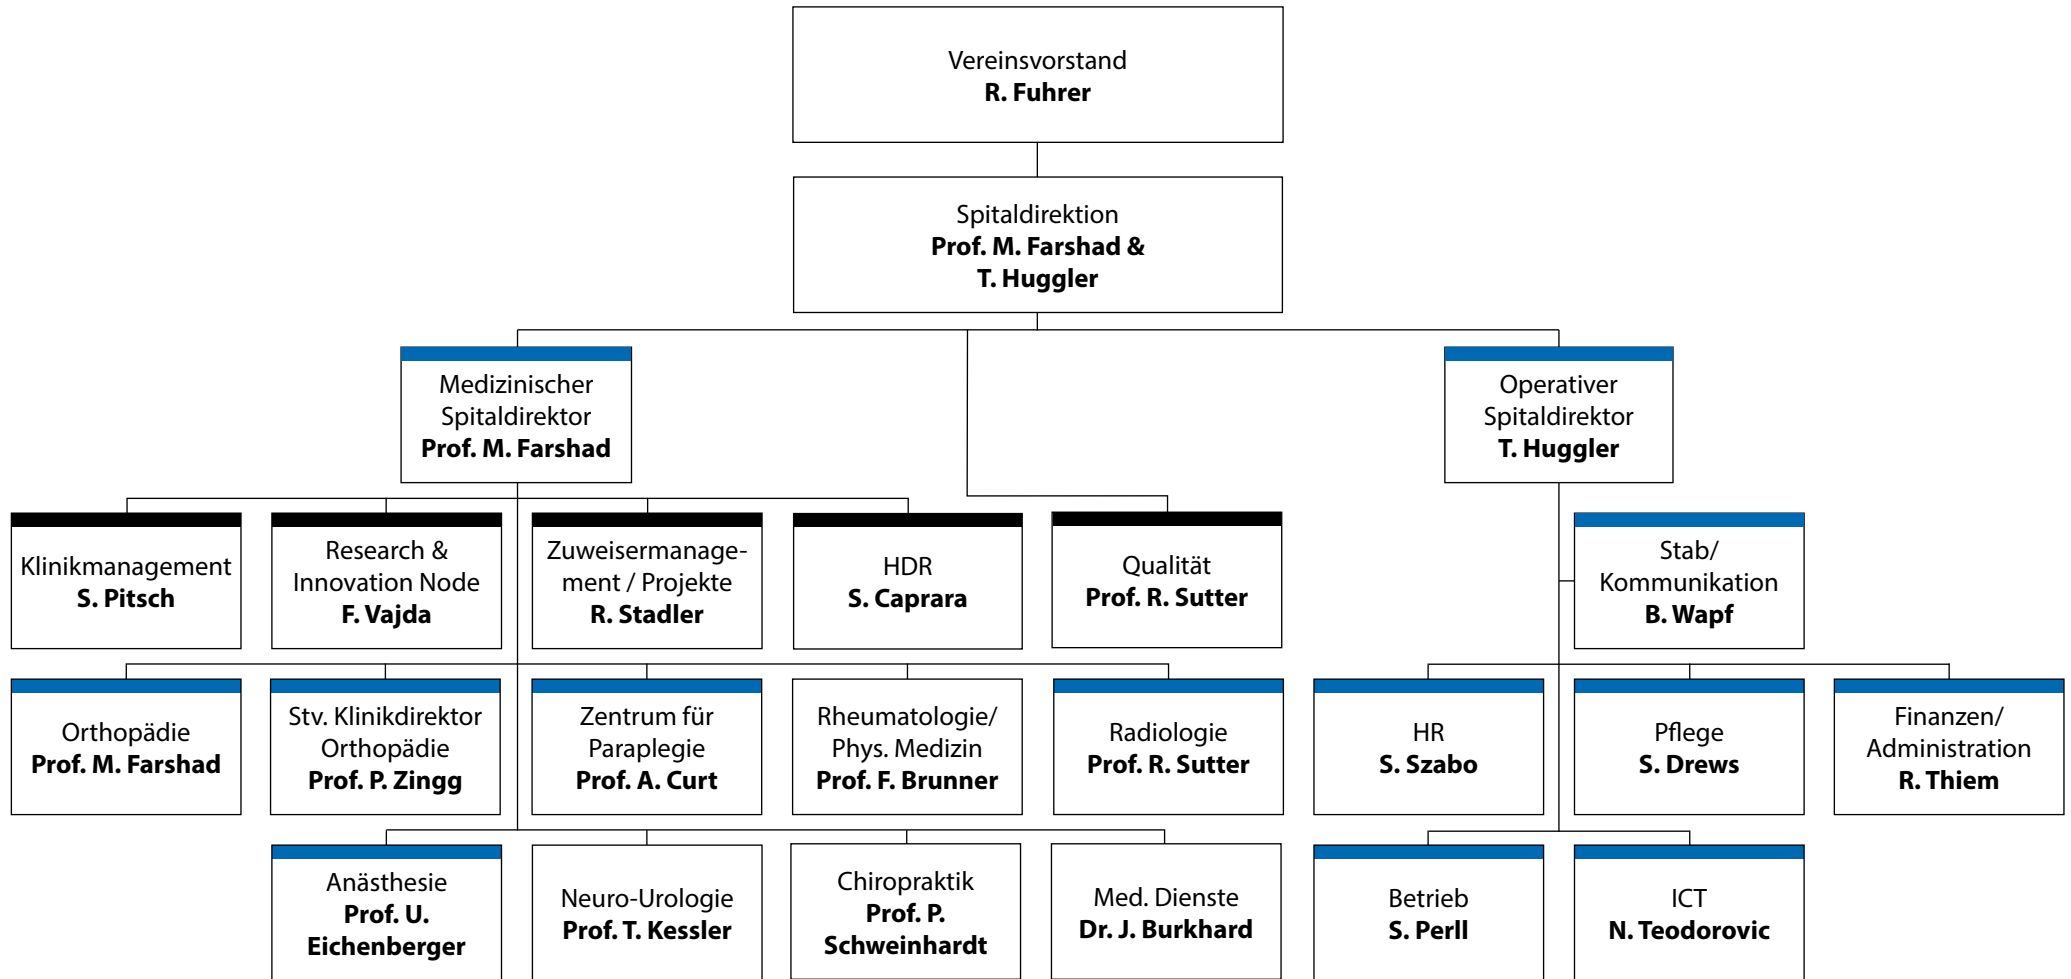 Vereinsvorstand
R. Fuhrer
Spitaldirektion
Prof. M. Farshad &
T. Huggler
Medizinischer
Spitaldirektor
Prof. M. Farshad
Operativer
Spitaldirektor
T. Huggler
Klinikmanagement
S. Pitsch
Research &
Innovation Node
F. Vajda
Zuweisermanage-
ment / Projekte
R. Stadler
HDR
S. Caprara
Qualität
Prof. R. Sutter
Stab/
Kommunikation
B. Wapf
Orthopädie
Prof. M. Farshad
Stv. Klinikdirektor
Orthopädie
Prof. P. Zingg
Zentrum für
Paraplegie
Prof. A. Curt
Rheumatologie/
Phys. Medizin
Prof. F. Brunner
Radiologie
Prof. R. Sutter
HR
S. Szabo
Pflege
S. Drews
Finanzen/
Administration
R. Thiem
Anästhesie
Prof. U.
Eichenberger
Neuro-Urologie
Prof. T. Kessler
Chiropraktik
Prof. P.
Schweinhardt
Med. Dienste
Dr. J. Burkhard
Betrieb
S. Perll
ICT
N. Teodorovic